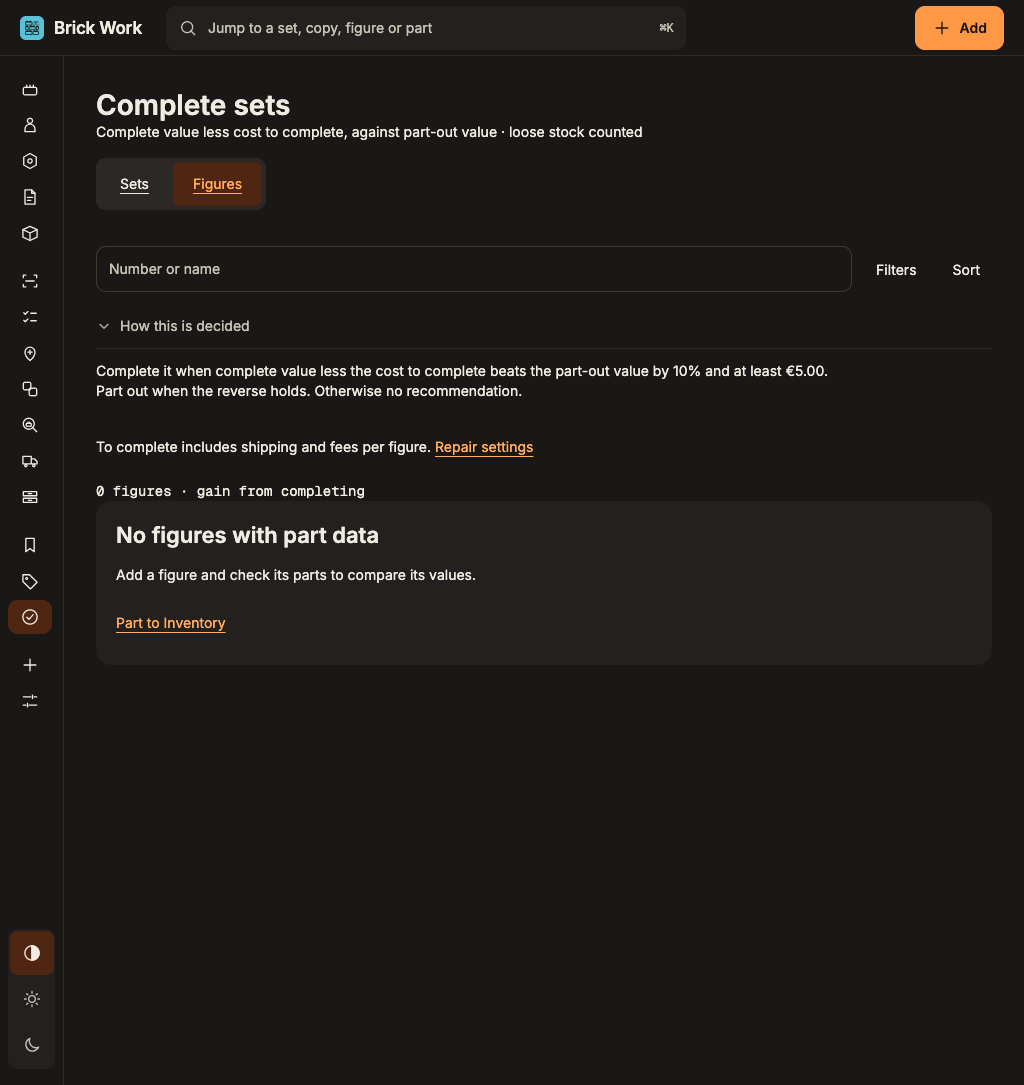 Brick Work
Jump to a set, copy, figure or part
⌘K
Add
Complete sets
Complete value less cost to complete, against part-out value · loose stock counted
Sets
Figures
Number or name
Filters
Sort
How this is decided
Complete it when complete value less the cost to complete beats the part-out value by 10% and at least €5.00.
Part out when the reverse holds. Otherwise no recommendation.
To complete includes shipping and fees per figure. Repair settings
0 figures · gain from completing
No figures with part data
Add a figure and check its parts to compare its values.
Part to Inventory